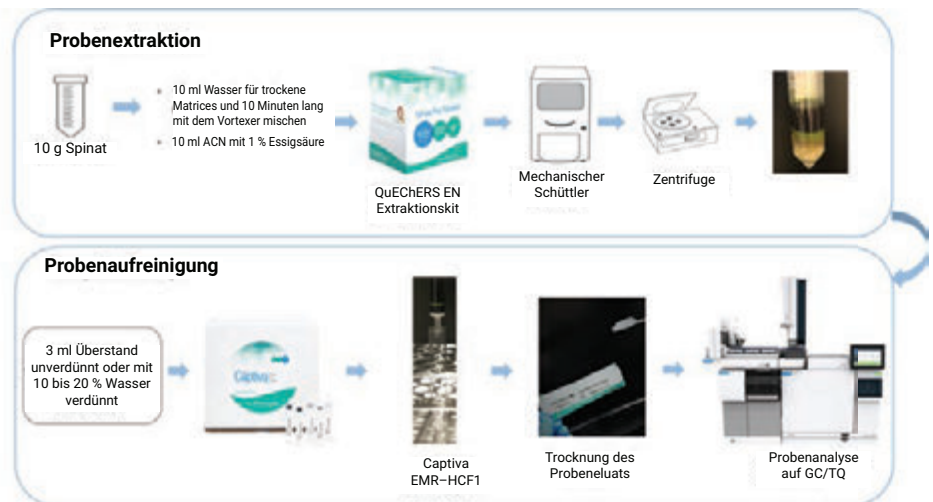 Probenextraktion
10 g Spinat
• 10 ml Wasser für trockene
Matrices und 10 Minuten lang
mit dem Vortexer mischen
• 10 ml ACN mit 1 % Essigsäure
QuEChERS EN
Extraktionskit
Mechanischer
Schüttler
Zentrifuge
Probenaufreinigung
3 ml Überstand
unverdünnt oder mit
10 bis 20 % Wasser
verdünnt
Captiva
Captiva
EMR–HCF1
Trocknung des
Probeneluats
Probenanalyse
auf GC/TQ